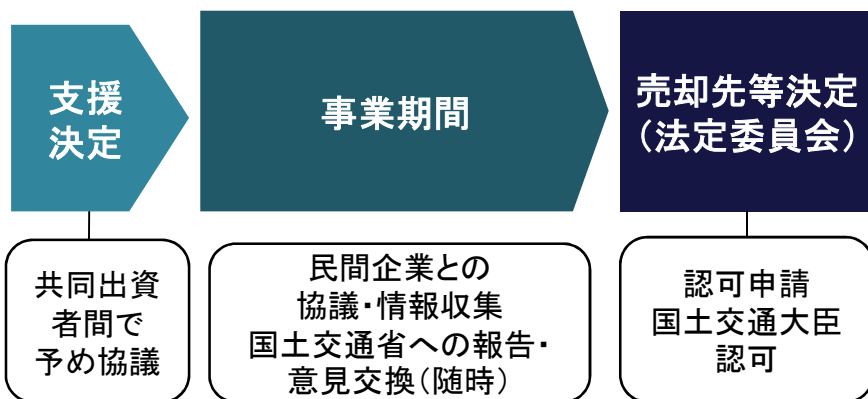 支援
決定
事業期間
売却先等決定
（法定委員会）
共同出資
者間で
予め協議
民間企業との
協議・情報収集
国土交通省への報告・
意見交換（随時）
認可申請
国土交通大臣
認可